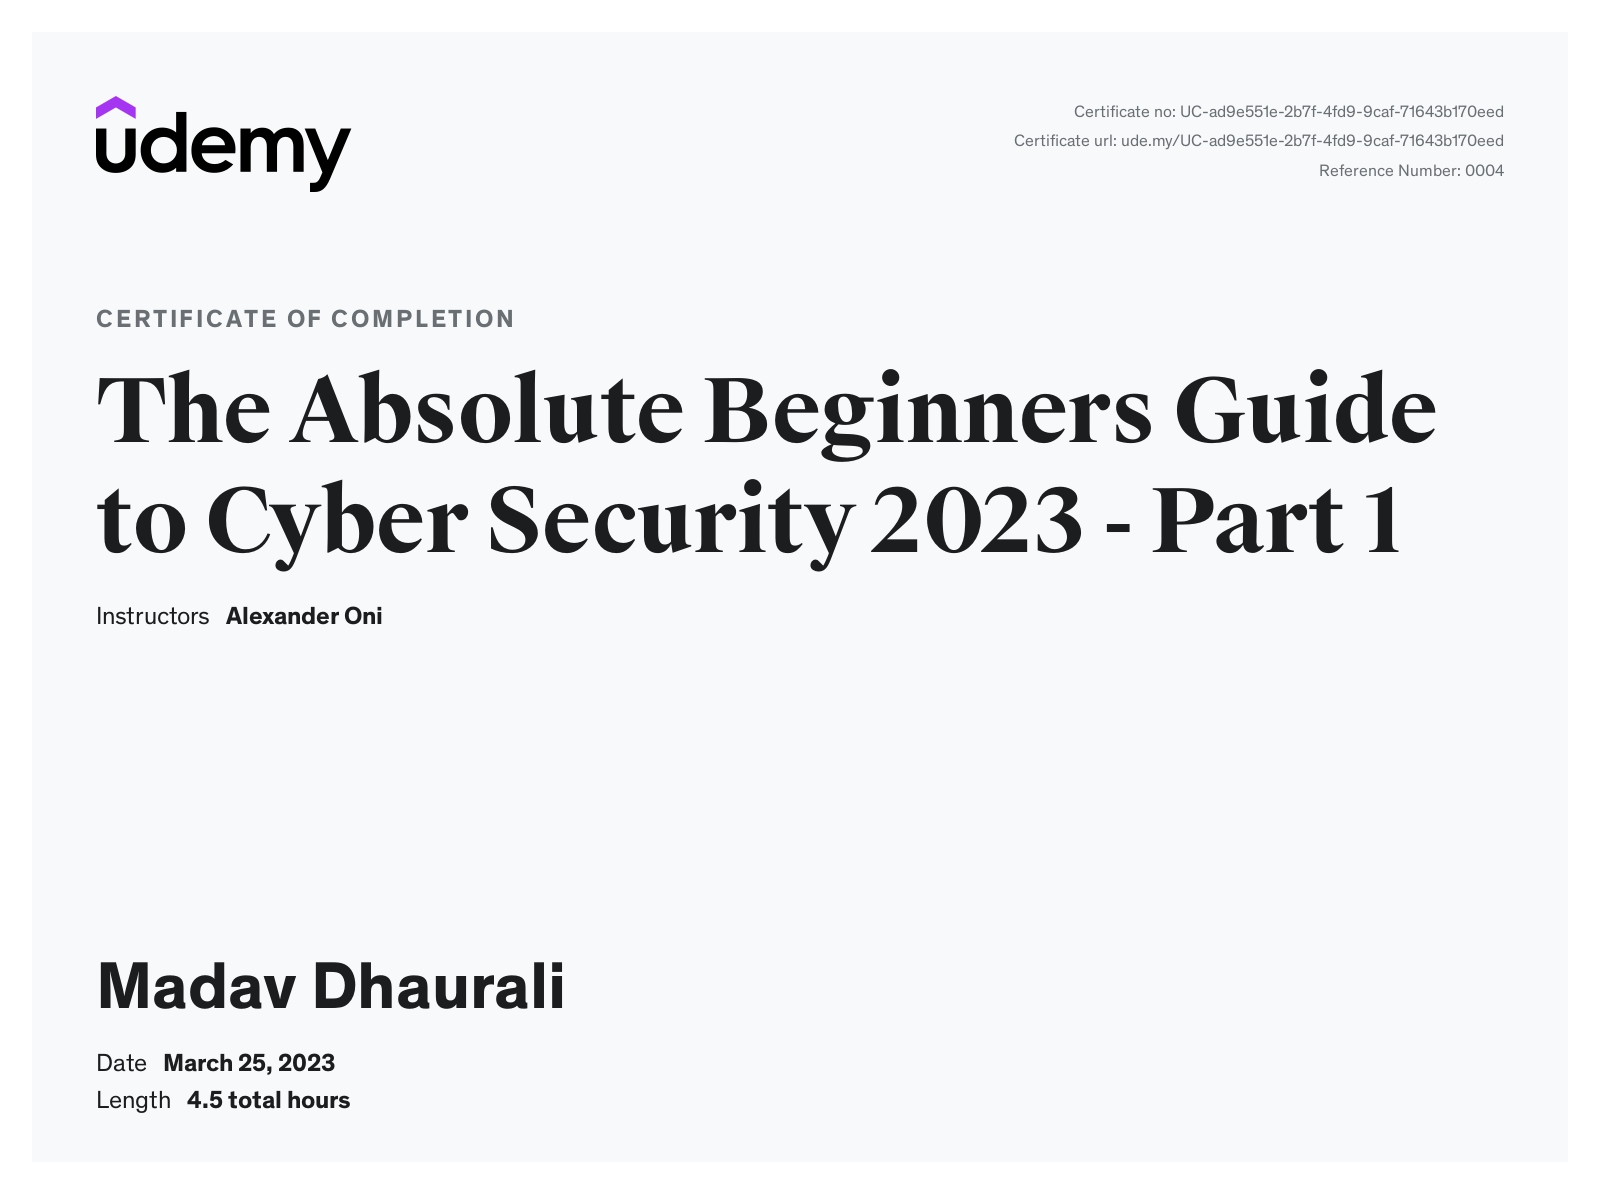 udemy
Certificate no: UC-ad9e551e-2b7f-4fd9-9caf-71643b170eed
Certificate url: ude.my/UC-ad9e551e-2b7f-4fd9-9caf-71643b170eed
Reference Number: 0004
CERTIFICATE OF COMPLETION
The Absolute Beginners Guide
to Cyber Security 2023 - Part 1
Instructors Alexander Oni
Madav Dhaurali
Date March 25, 2023
Length 4.5 total hours